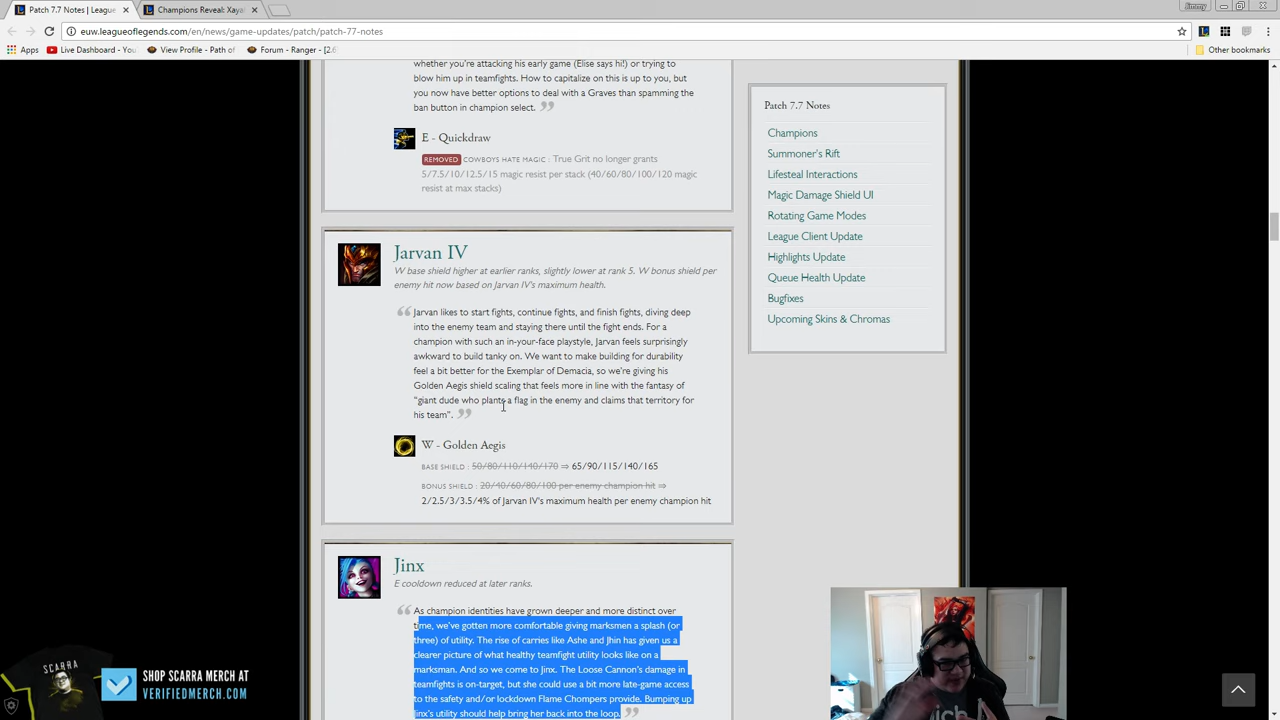 Patch 7.7 Notes | League
Champions Reveal: Xaya
Jimmy
euw.leagueoflegends.com/en/news/game-updates/patch/patch-77-notes
Apps
Live Dashboard - You
View Profile - Path of
Forum - Ranger - [2.6
Other bookmarks
whether you're attacking his early game (Elise says hi!) or trying to
blow him up in teamfights. How to capitalize on this is up to you, but
you now have better options to deal with a Graves than spamming the
ban button in champion select.
E - Quickdraw
REMOVED COWBOYS HATE MAGIC : True Grit no longer grants
5/7.5/10/12.5/15 magic resist per stack (40/60/80/100/120 magic
resist at max stacks)
Patch 7.7 Notes
Champions
Summoner's Rift
Lifesteal Interactions
Magic Damage Shield UI
Rotating Game Modes
League Client Update
Highlights Update
Queue Health Update
Bugfixes
Upcoming Skins & Chromas
Jarvan IV
W base shield higher at earlier ranks, slightly lower at rank 5. W bonus shield per
enemy hit now based on Jarvan IV's maximum health.
Jarvan likes to start fights, continue fights, and finish fights, diving deep
into the enemy team and staying there until the fight ends. For a
champion with such an in-your-face playstyle, Jarvan feels surprisingly
awkward to build tanky on. We want to make building for durability
feel a bit better for the Exemplar of Demacia, so we're giving his
Golden Aegis shield scaling that feels more in line with the fantasy of
"giant dude who plants a flag in the enemy and claims that territory for
his team".
W - Golden Aegis
BASE SHIELD : 50/80/110/140/170 ⇒ 65/90/115/140/165
BONUS SHIELD : 20/40/60/80/100 per enemy champion hit ⇒
2/2.5/3/3.5/4% of Jarvan IV's maximum health per enemy champion hit
Jinx
E cooldown reduced at later ranks.
As champion identities have grown deeper and more distinct over
time, we've gotten more comfortable giving marksmen a splash (or
three) of utility. The rise of carries like Ashe and Jhin has given us a
clearer picture of what healthy teamfight utility looks like on a
marksman. And so we come to Jinx. The Loose Cannon's damage in
teamfights is on-target, but she could use a bit more late-game access
to the safety and/or lockdown Flame Chompers provide. Bumping up
Jinx's utility should help bring her back into the loop.
SCARRA
SHOP SCARRA MERCH AT
VERIFIEDMERCH.COM